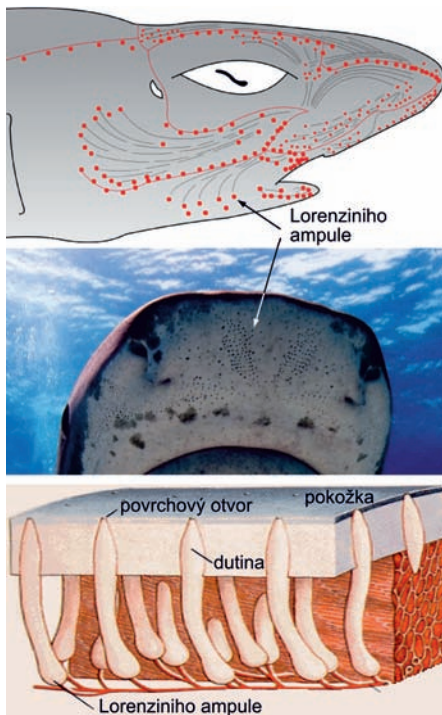 Lorenziniho
ampule
povrchový otvor
pokožka
dutina
Lorenziniho ampule